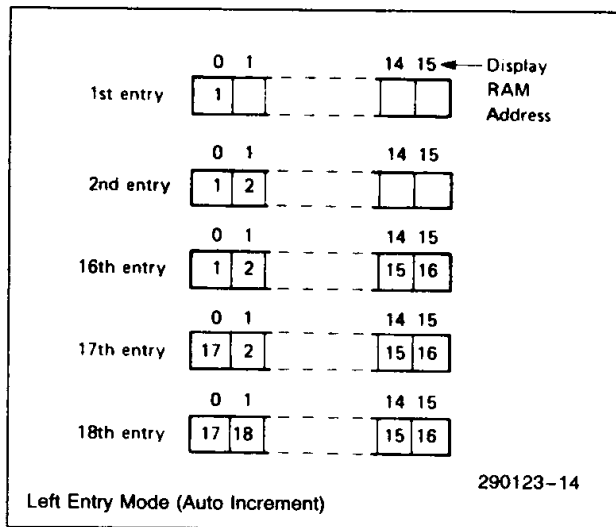 0 1 14 15 Display
1st entry 1 RAM
Address
0 1 14 15
2nd entry 1 2
0 1 14 15
16th entry 1 2 15 16
0 1 14 15
17th entry 17 2 15 16
0 1 14 15
18th entry 17 18 15 16
290123-14
Left Entry Mode (Auto Increment)